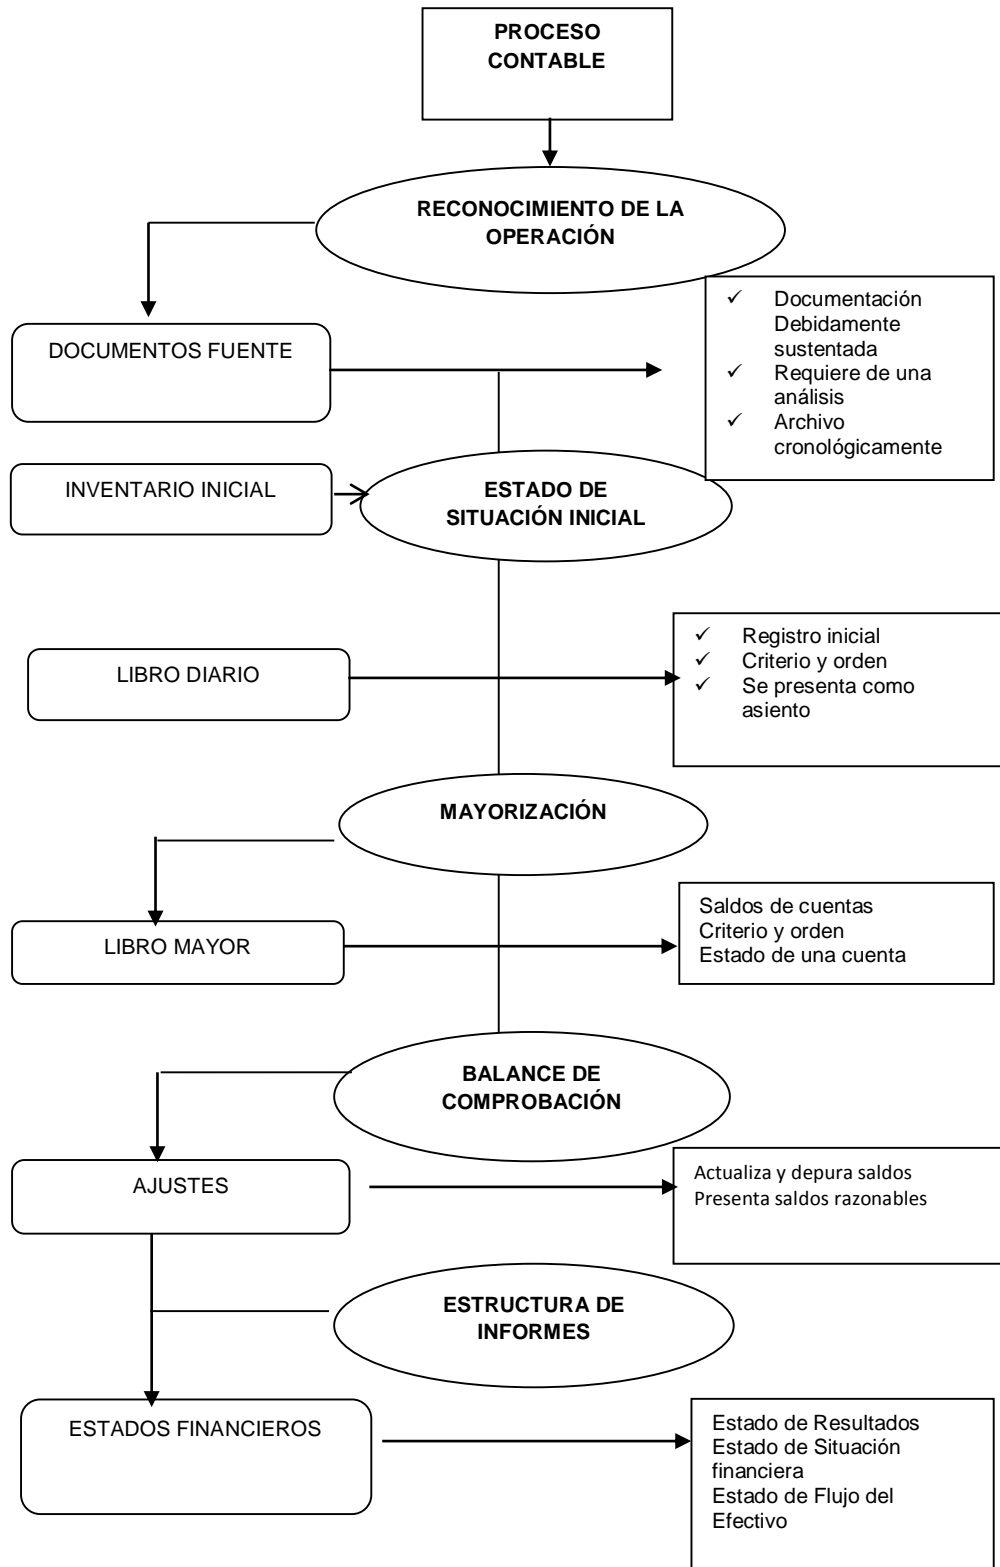 PROCESO
CONTABLE
RECONOCIMIENTO DE LA
OPERACIÓN
DOCUMENTOS FUENTE
✓ Documentación
Debidamente
sustentada
✓ Requiere de una
análisis
✓ Archivo
cronológicamente
INVENTARIO INICIAL
ESTADO DE
SITUACIÓN INICIAL
LIBRO DIARIO
✓ Registro inicial
✓ Criterio y orden
✓ Se presenta como
asiento
MAYORIZACIÓN
LIBRO MAYOR
Saldos de cuentas
Criterio y orden
Estado de una cuenta
BALANCE DE
COMPROBACIÓN
AJUSTES
Actualiza y depura saldos
Presenta saldos razonables
ESTRUCTURA DE
INFORMES
ESTADOS FINANCIEROS
Estado de Resultados
Estado de Situación
financiera
Estado de Flujo del
Efectivo